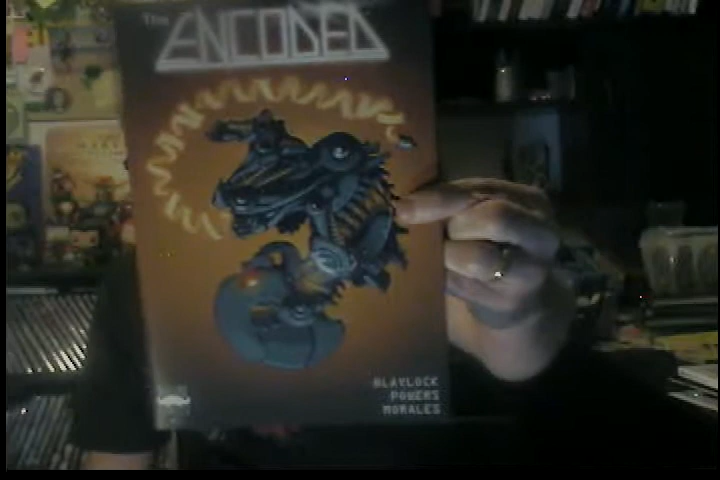 The
ENCODED
BLAYLOCK
POWERS
MORALES